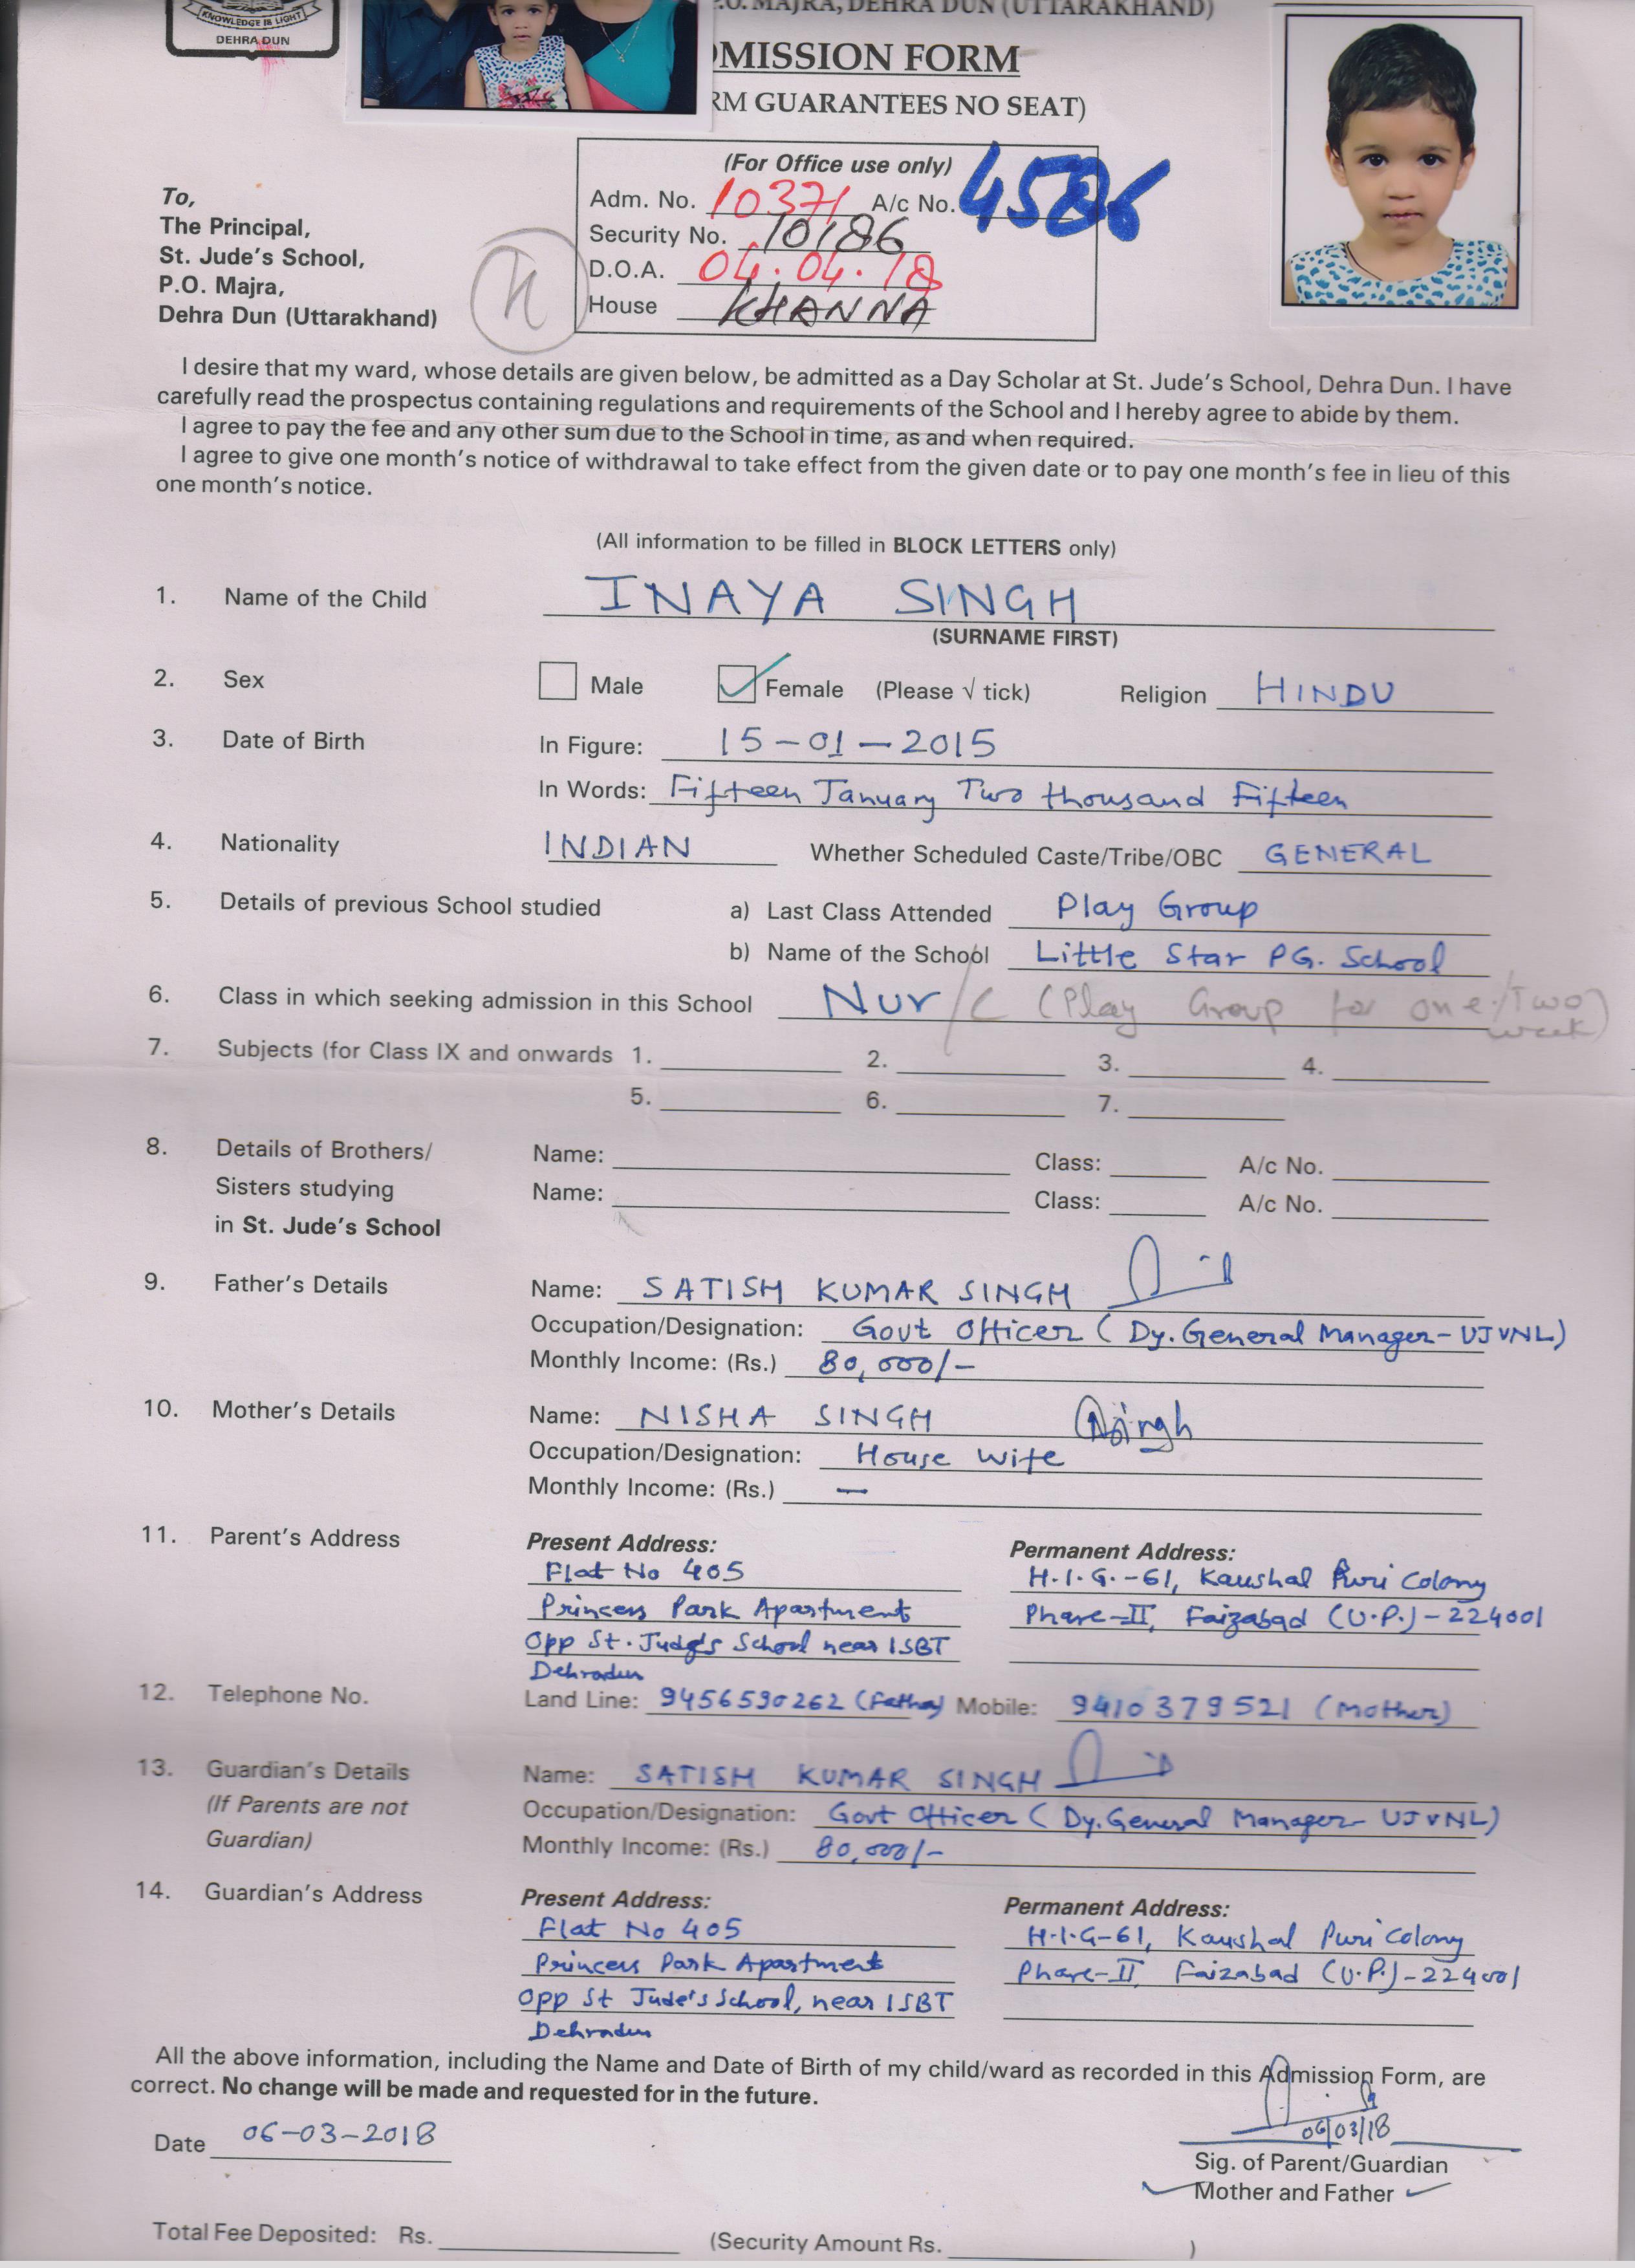 KNOWLEDGE IS LIGHT
DEHRA DUN
P.O. MAJRA, DEHRA DUN (UTTARAKHAND)
MISSION FORM
RM GUARANTEES NO SEAT)
(For Office use only)
Adm. No. 10371 A/c No. 4586
Security No. 10186
D.O.A. 04.04.18
House KHANNA
To,
The Principal,
St. Jude's School,
P.O. Majra,
Dehra Dun (Uttarakhand)
I desire that my ward, whose details are given below, be admitted as a Day Scholar at St. Jude's School, Dehra Dun. I have
carefully read the prospectus containing regulations and requirements of the School and I hereby agree to abide by them.
I agree to pay the fee and any other sum due to the School in time, as and when required.
I agree to give one month's notice of withdrawal to take effect from the given date or to pay one month's fee in lieu of this
one month's notice.
(All information to be filled in BLOCK LETTERS only)
1. Name of the Child INAYA SINGH
(SURNAME FIRST)
2. Sex Male Female (Please √ tick) Religion HINDU
3. Date of Birth In Figure: 15-01-2015
In Words: Fifteen January Two thousand Fifteen
4. Nationality INDIAN Whether Scheduled Caste/Tribe/OBC GENERAL
5. Details of previous School studied a) Last Class Attended Play Group
b) Name of the School Little Star PG. School
6. Class in which seeking admission in this School Nur/C (Play Group for one/Two
week)
7. Subjects (for Class IX and onwards 1. 2. 3. 4.
5. 6. 7.
8. Details of Brothers/ Name: Class: A/c No.
Sisters studying Name: Class: A/c No.
in St. Jude's School
9. Father's Details Name: SATISH KUMAR SINGH
Occupation/Designation: Govt Officer (Dy. General Manager-UJVNL)
Monthly Income: (Rs.) 80,000/-
10. Mother's Details Name: NISHA SINGH NSingh
Occupation/Designation: House Wife
Monthly Income: (Rs.) —
11. Parent's Address Present Address: Permanent Address:
Flat No 405 H.I.G.-61, Kaushal Puri Colony
Princess Park Apartment Phase-II, Faizabad (U.P.)-224001
Opp St. Jude's School near ISBT
Dehradun
12. Telephone No. Land Line: 9456590262 (Father) Mobile: 9410379521 (Mother)
13. Guardian's Details Name: SATISH KUMAR SINGH
(If Parents are not Occupation/Designation: Govt Officer (Dy. General Manager- UJVNL)
Guardian) Monthly Income: (Rs.) 80,000/-
14. Guardian's Address Present Address: Permanent Address:
Flat No 405 H.I.G-61, Kaushal Puri Colony
Princess Park Apartment Phase-II Faizabad (U.P.)-224001
Opp St Jude's School, near ISBT
Dehradun
All the above information, including the Name and Date of Birth of my child/ward as recorded in this Admission Form, are
correct. No change will be made and requested for in the future.
Date 06-03-2018 06/03/18
Sig. of Parent/Guardian
Mother and Father
Total Fee Deposited: Rs. (Security Amount Rs. )